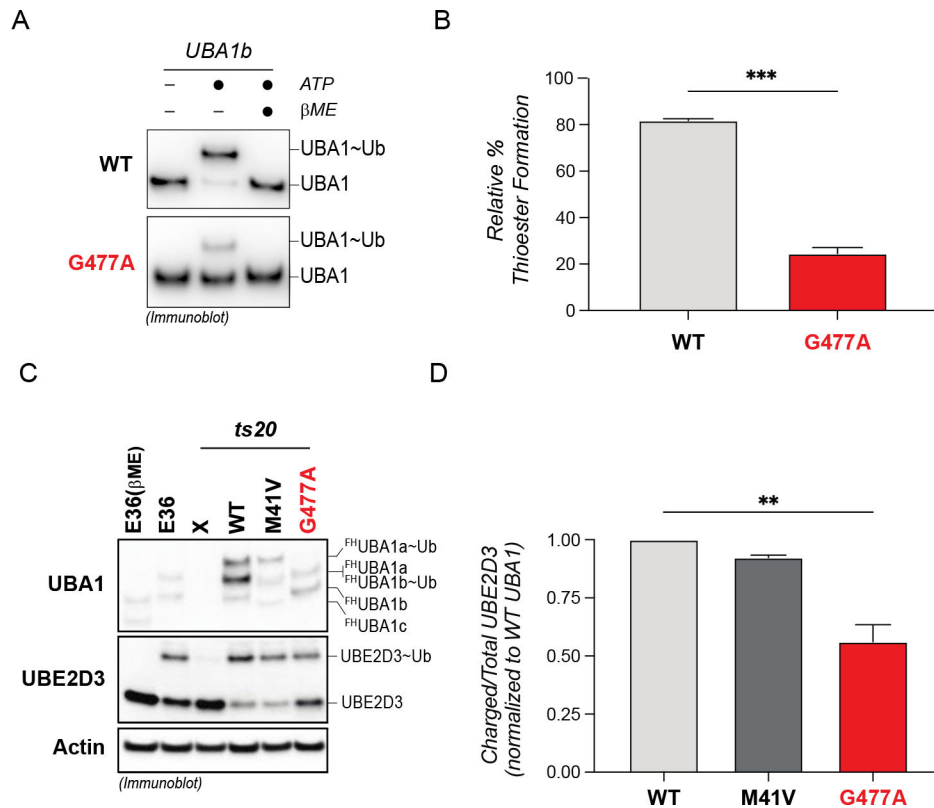 A
UBA1b
– ● ● ATP
– – ● βME
WT
UBA1~Ub
UBA1
G477A
UBA1~Ub
UBA1
(Immunoblot)
B
***
Relative %
Thioester Formation
100
80
60
40
20
0
WT
G477A
C
ts20
E36(βME)
E36
X
WT
M41V
G477A
UBA1
FHUBA1a~Ub
FHUBA1a
FHUBA1b~Ub
FHUBA1b
FHUBA1c
UBE2D3
UBE2D3~Ub
UBE2D3
Actin
(Immunoblot)
D
**
Charged/Total UBE2D3
(normalized to WT UBA1)
1.00
0.75
0.50
0.25
0.00
WT
M41V
G477A